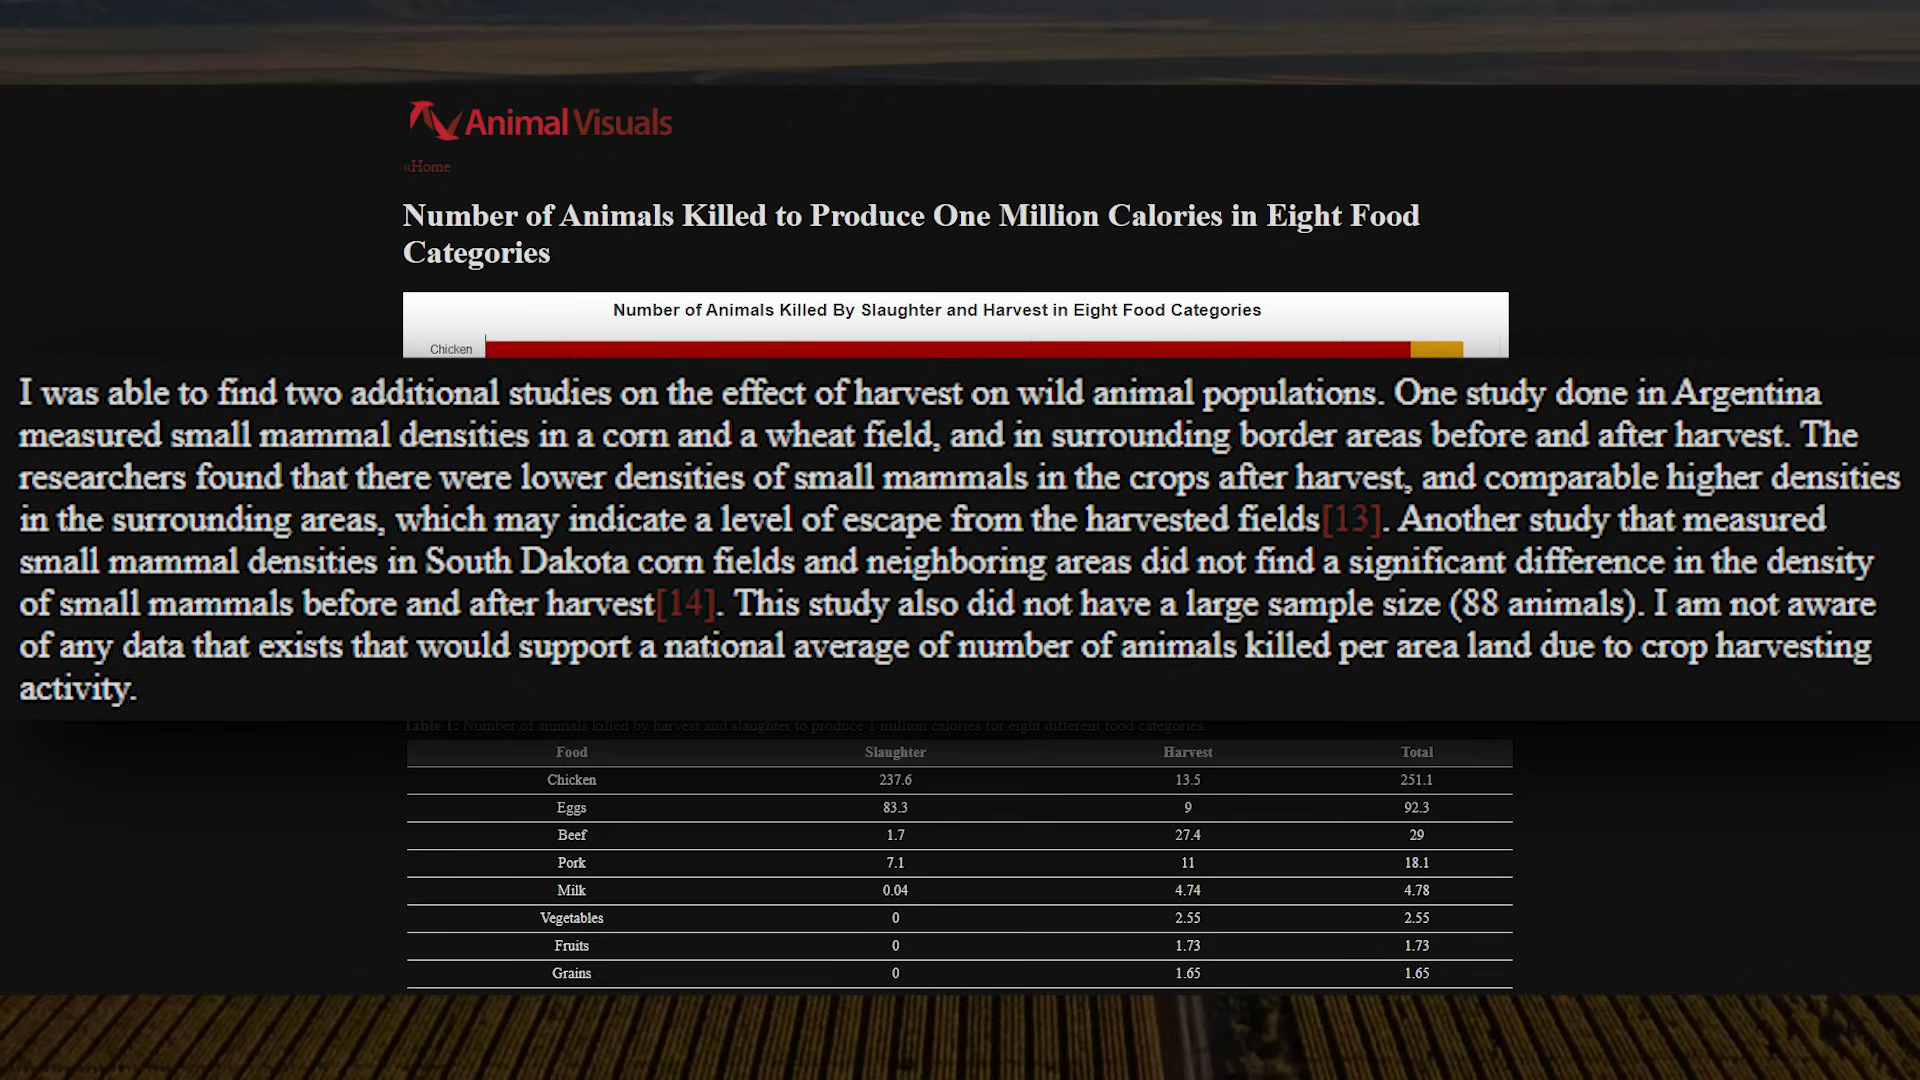 Animal Visuals
«Home
Number of Animals Killed to Produce One Million Calories in Eight Food
Categories
Number of Animals Killed By Slaughter and Harvest in Eight Food Categories
Chicken
I was able to find two additional studies on the effect of harvest on wild animal populations. One study done in Argentina
measured small mammal densities in a corn and a wheat field, and in surrounding border areas before and after harvest. The
researchers found that there were lower densities of small mammals in the crops after harvest, and comparable higher densities
in the surrounding areas, which may indicate a level of escape from the harvested fields[13]. Another study that measured
small mammal densities in South Dakota corn fields and neighboring areas did not find a significant difference in the density
of small mammals before and after harvest[14]. This study also did not have a large sample size (88 animals). I am not aware
of any data that exists that would support a national average of number of animals killed per area land due to crop harvesting
activity.
Table 1: Number of animals killed by harvest and slaughter to produce 1 million calories for eight different food categories.
Food Slaughter Harvest Total
Chicken 237.6 13.5 251.1
Eggs 83.3 9 92.3
Beef 1.7 27.4 29
Pork 7.1 11 18.1
Milk 0.04 4.74 4.78
Vegetables 0 2.55 2.55
Fruits 0 1.73 1.73
Grains 0 1.65 1.65